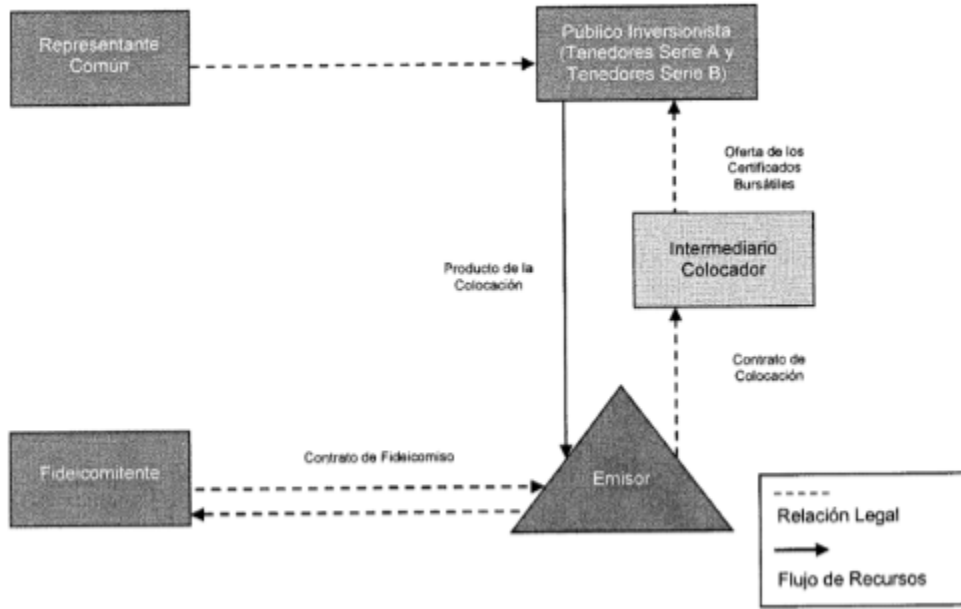 Representante
Común
Público Inversionista
(Tenedores Serie A y
Tenedores Serie B)
Oferta de los
Certificados
Bursátiles
Intermediario
Colocador
Producto de la
Colocación
Contrato de
Colocación
Fideicomitente
Contrato de Fideicomiso
Emisor
Relación Legal
Flujo de Recursos